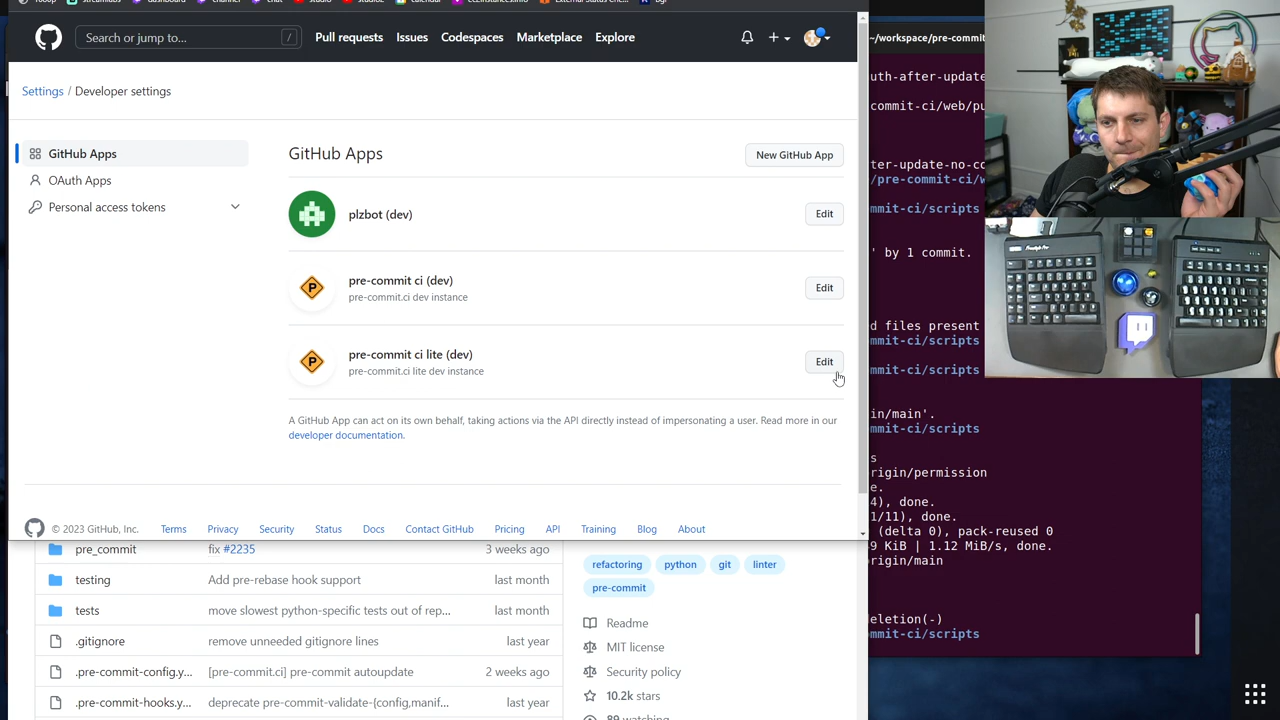 dashboard
channel
chat
studio
calendar
Search or jump to...
/
Pull requests
Issues
Codespaces
Marketplace
Explore
Settings / Developer settings
GitHub Apps
OAuth Apps
Personal access tokens
GitHub Apps
New GitHub App
plzbot (dev)
Edit
P
pre-commit ci (dev)
pre-commit.ci dev instance
Edit
P
pre-commit ci lite (dev)
pre-commit.ci lite dev instance
Edit
A GitHub App can act on its own behalf, taking actions via the API directly instead of impersonating a user. Read more in our
developer documentation.
© 2023 GitHub, Inc.
Terms
Privacy
Security
Status
Docs
Contact GitHub
Pricing
API
Training
Blog
About
pre_commit
fix #2235
3 weeks ago
testing
Add pre-rebase hook support
last month
tests
move slowest python-specific tests out of rep...
last month
.gitignore
remove unneeded gitignore lines
last year
.pre-commit-config.y...
[pre-commit.ci] pre-commit autoupdate
2 weeks ago
.pre-commit-hooks.y...
deprecate pre-commit-validate-{config,manif...
last year
refactoring
python
git
linter
pre-commit
Readme
MIT license
Security policy
10.2k stars
89 watching
~/workspace/pre-commit
uth-after-update
commit-ci/web/pu
ter-update-no-co
/pre-commit-ci/w
mmit-ci/scripts
' by 1 commit.
d files present
mmit-ci/scripts
mmit-ci/scripts
in/main'.
mmit-ci/scripts
s
rigin/permission
e.
4), done.
1/11), done.
(delta 0), pack-reused 0
9 KiB | 1.12 MiB/s, done.
origin/main
eletion(-)
mmit-ci/scripts